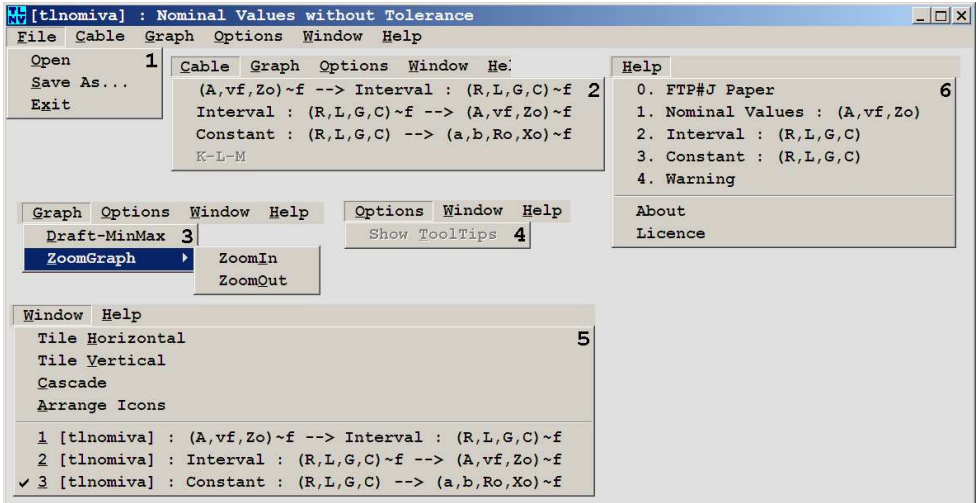 TL
NV [tlnomiva] : Nominal Values without Tolerance
File Cable Graph Options Window Help
Open 1
Save As...
Exit
Cable Graph Options Window Hel
(A,vf,Zo)~f --> Interval : (R,L,G,C)~f 2
Interval : (R,L,G,C)~f --> (A,vf,Zo)~f
Constant : (R,L,G,C) --> (a,b,Ro,Xo)~f
K-L-M
Help
0. FTP#J Paper 6
1. Nominal Values : (A,vf,Zo)
2. Interval : (R,L,G,C)
3. Constant : (R,L,G,C)
4. Warning
About
Licence
Graph Options Window Help
Draft-MinMax 3
ZoomGraph
ZoomIn
ZoomOut
Options Window Help
Show ToolTips 4
Window Help
Tile Horizontal 5
Tile Vertical
Cascade
Arrange Icons
1 [tlnomiva] : (A,vf,Zo)~f --> Interval : (R,L,G,C)~f
2 [tlnomiva] : Interval : (R,L,G,C)~f --> (A,vf,Zo)~f
✓ 3 [tlnomiva] : Constant : (R,L,G,C) --> (a,b,Ro,Xo)~f